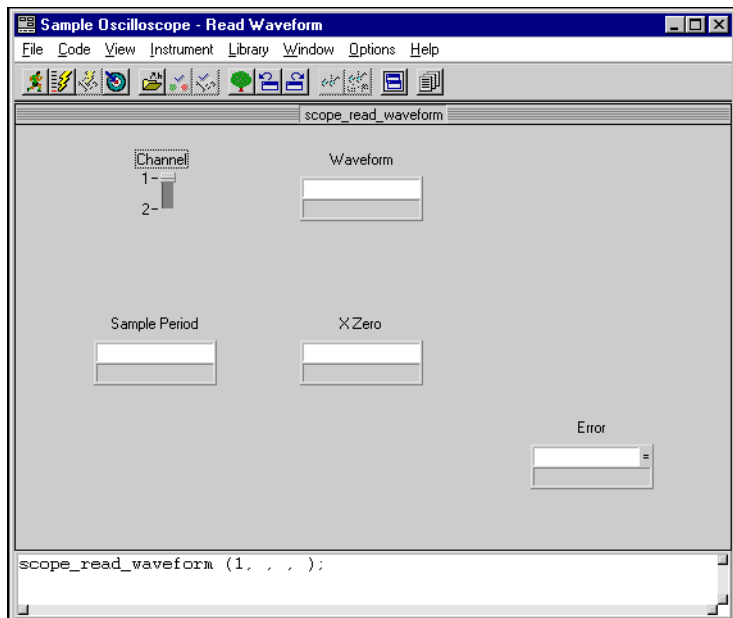 Sample Oscilloscope - Read Waveform
File Code View Instrument Library Window Options Help
scope_read_waveform
Channel
1-
2-
Waveform
Sample Period
X Zero
Error
=
scope_read_waveform (1, , , );